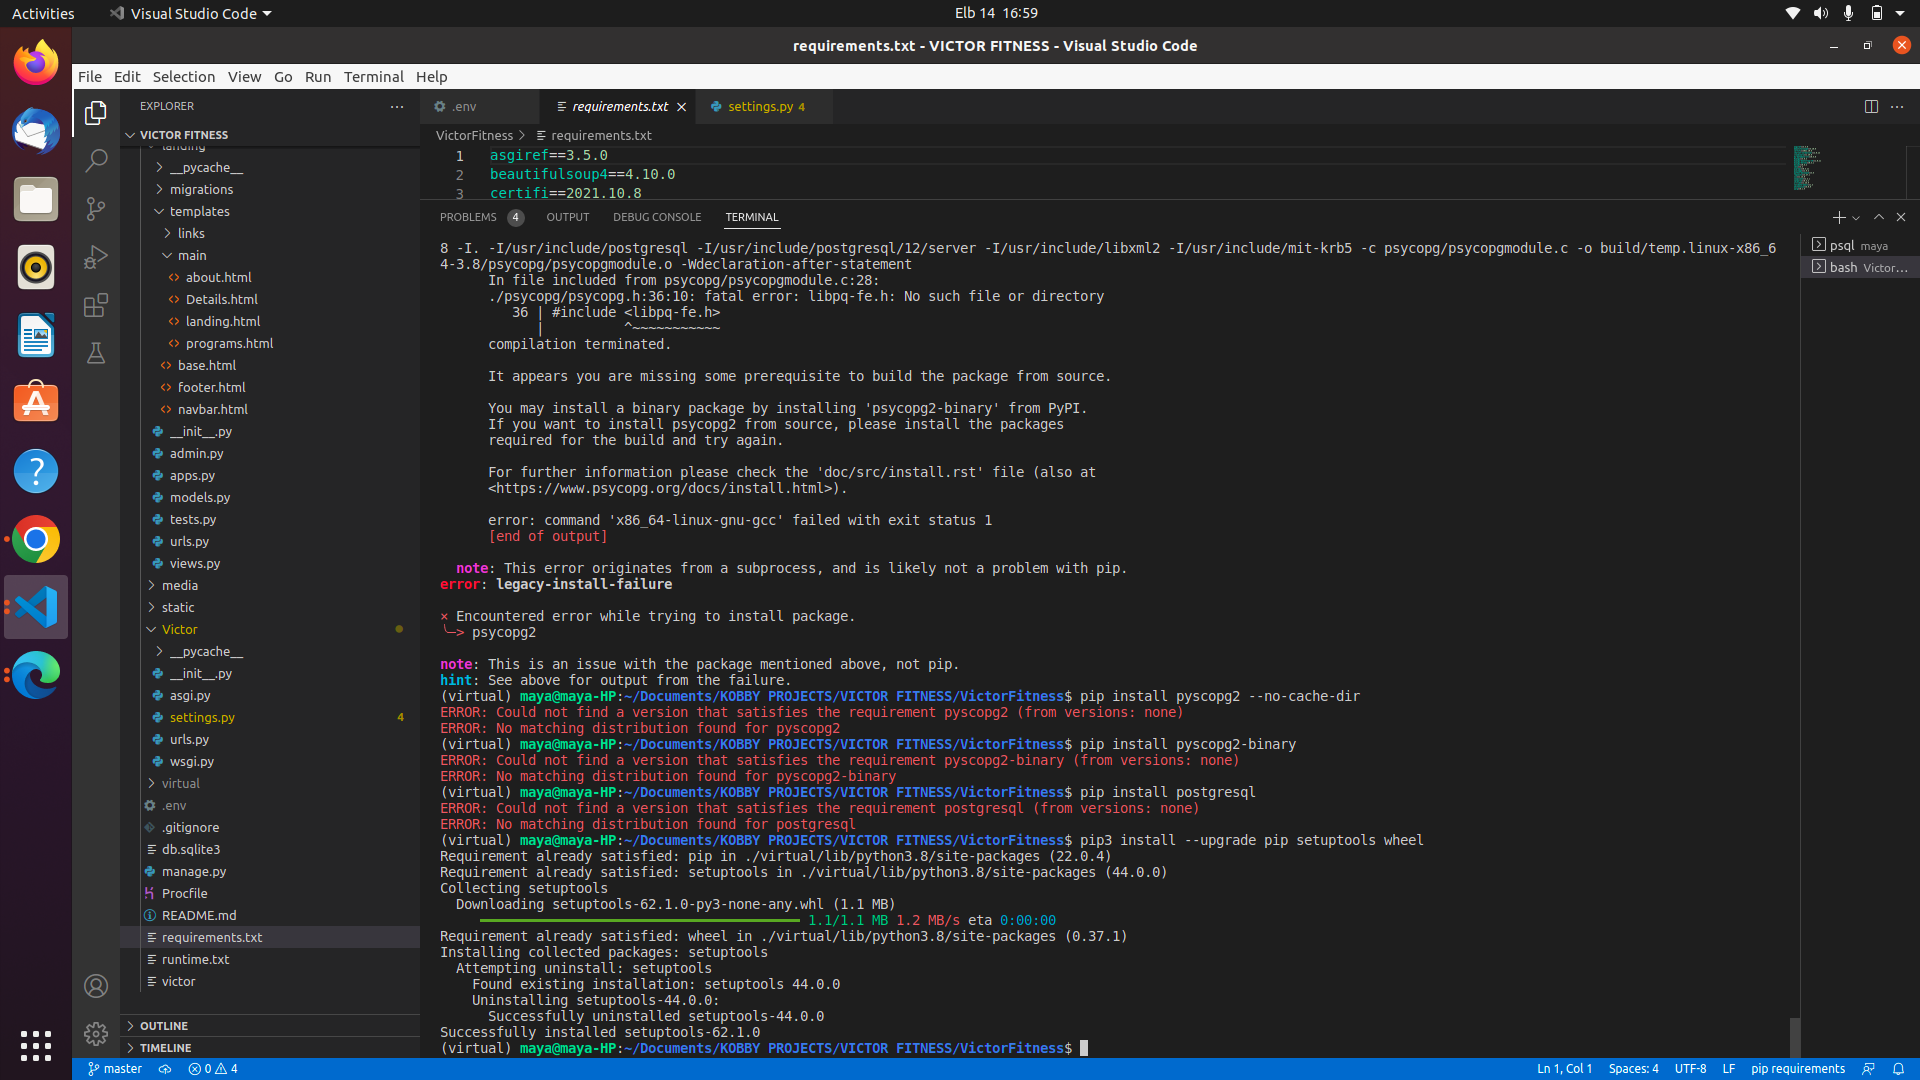 Activities
Visual Studio Code
Elb 14 16:59
requirements.txt - VICTOR FITNESS - Visual Studio Code
File Edit Selection View Go Run Terminal Help
EXPLORER
VICTOR FITNESS
landing
__pycache__
migrations
templates
links
main
about.html
Details.html
landing.html
programs.html
base.html
footer.html
navbar.html
__init__.py
admin.py
apps.py
models.py
tests.py
urls.py
views.py
media
static
Victor
__pycache__
__init__.py
asgi.py
settings.py 4
urls.py
wsgi.py
virtual
.env
.gitignore
db.sqlite3
manage.py
Procfile
README.md
requirements.txt
runtime.txt
victor
OUTLINE
TIMELINE
.env
requirements.txt
settings.py 4
VictorFitness > requirements.txt
1 asgiref==3.5.0
2 beautifulsoup4==4.10.0
3 certifi==2021.10.8
PROBLEMS 4 OUTPUT DEBUG CONSOLE TERMINAL
8 -I. -I/usr/include/postgresql -I/usr/include/postgresql/12/server -I/usr/include/libxml2 -I/usr/include/mit-krb5 -c psycopg/psycopgmodule.c -o build/temp.linux-x86_6
4-3.8/psycopg/psycopgmodule.o -Wdeclaration-after-statement
In file included from psycopg/psycopgmodule.c:28:
./psycopg/psycopg.h:36:10: fatal error: libpq-fe.h: No such file or directory
36 | #include <libpq-fe.h>
| ^~~~~~~~~~~~
compilation terminated.
It appears you are missing some prerequisite to build the package from source.
You may install a binary package by installing 'psycopg2-binary' from PyPI.
If you want to install psycopg2 from source, please install the packages
required for the build and try again.
For further information please check the 'doc/src/install.rst' file (also at
<https://www.psycopg.org/docs/install.html>).
error: command 'x86_64-linux-gnu-gcc' failed with exit status 1
[end of output]
note: This error originates from a subprocess, and is likely not a problem with pip.
error: legacy-install-failure
× Encountered error while trying to install package.
╰─> psycopg2
note: This is an issue with the package mentioned above, not pip.
hint: See above for output from the failure.
(virtual) maya@maya-HP:~/Documents/KOBBY PROJECTS/VICTOR FITNESS/VictorFitness$ pip install pyscopg2 --no-cache-dir
ERROR: Could not find a version that satisfies the requirement pyscopg2 (from versions: none)
ERROR: No matching distribution found for pyscopg2
(virtual) maya@maya-HP:~/Documents/KOBBY PROJECTS/VICTOR FITNESS/VictorFitness$ pip install pyscopg2-binary
ERROR: Could not find a version that satisfies the requirement pyscopg2-binary (from versions: none)
ERROR: No matching distribution found for pyscopg2-binary
(virtual) maya@maya-HP:~/Documents/KOBBY PROJECTS/VICTOR FITNESS/VictorFitness$ pip install postgresql
ERROR: Could not find a version that satisfies the requirement postgresql (from versions: none)
ERROR: No matching distribution found for postgresql
(virtual) maya@maya-HP:~/Documents/KOBBY PROJECTS/VICTOR FITNESS/VictorFitness$ pip3 install --upgrade pip setuptools wheel
Requirement already satisfied: pip in ./virtual/lib/python3.8/site-packages (22.0.4)
Requirement already satisfied: setuptools in ./virtual/lib/python3.8/site-packages (44.0.0)
Collecting setuptools
Downloading setuptools-62.1.0-py3-none-any.whl (1.1 MB)
1.1/1.1 MB 1.2 MB/s eta 0:00:00
Requirement already satisfied: wheel in ./virtual/lib/python3.8/site-packages (0.37.1)
Installing collected packages: setuptools
Attempting uninstall: setuptools
Found existing installation: setuptools 44.0.0
Uninstalling setuptools-44.0.0:
Successfully uninstalled setuptools-44.0.0
Successfully installed setuptools-62.1.0
(virtual) maya@maya-HP:~/Documents/KOBBY PROJECTS/VICTOR FITNESS/VictorFitness$
psql maya
bash Victor...
master
0 4
Ln 1, Col 1 Spaces: 4 UTF-8 LF pip requirements